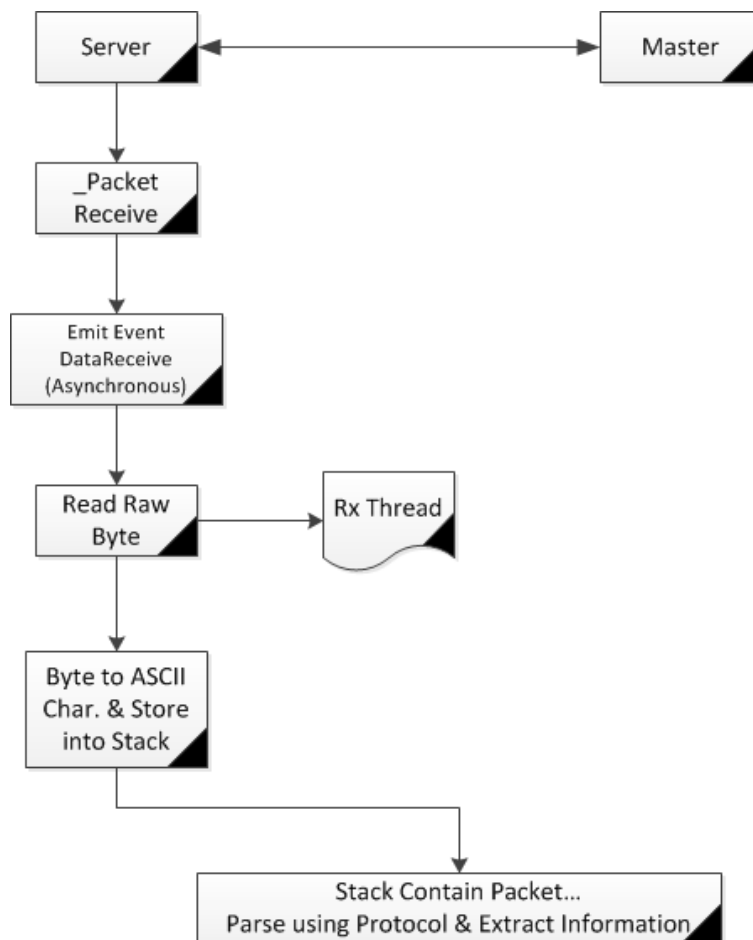 Server
Master
_Packet
Receive
Emit Event
DataReceive
(Asynchronous)
Read Raw
Byte
Rx Thread
Byte to ASCII
Char. & Store
into Stack
Stack Contain Packet...
Parse using Protocol & Extract Information